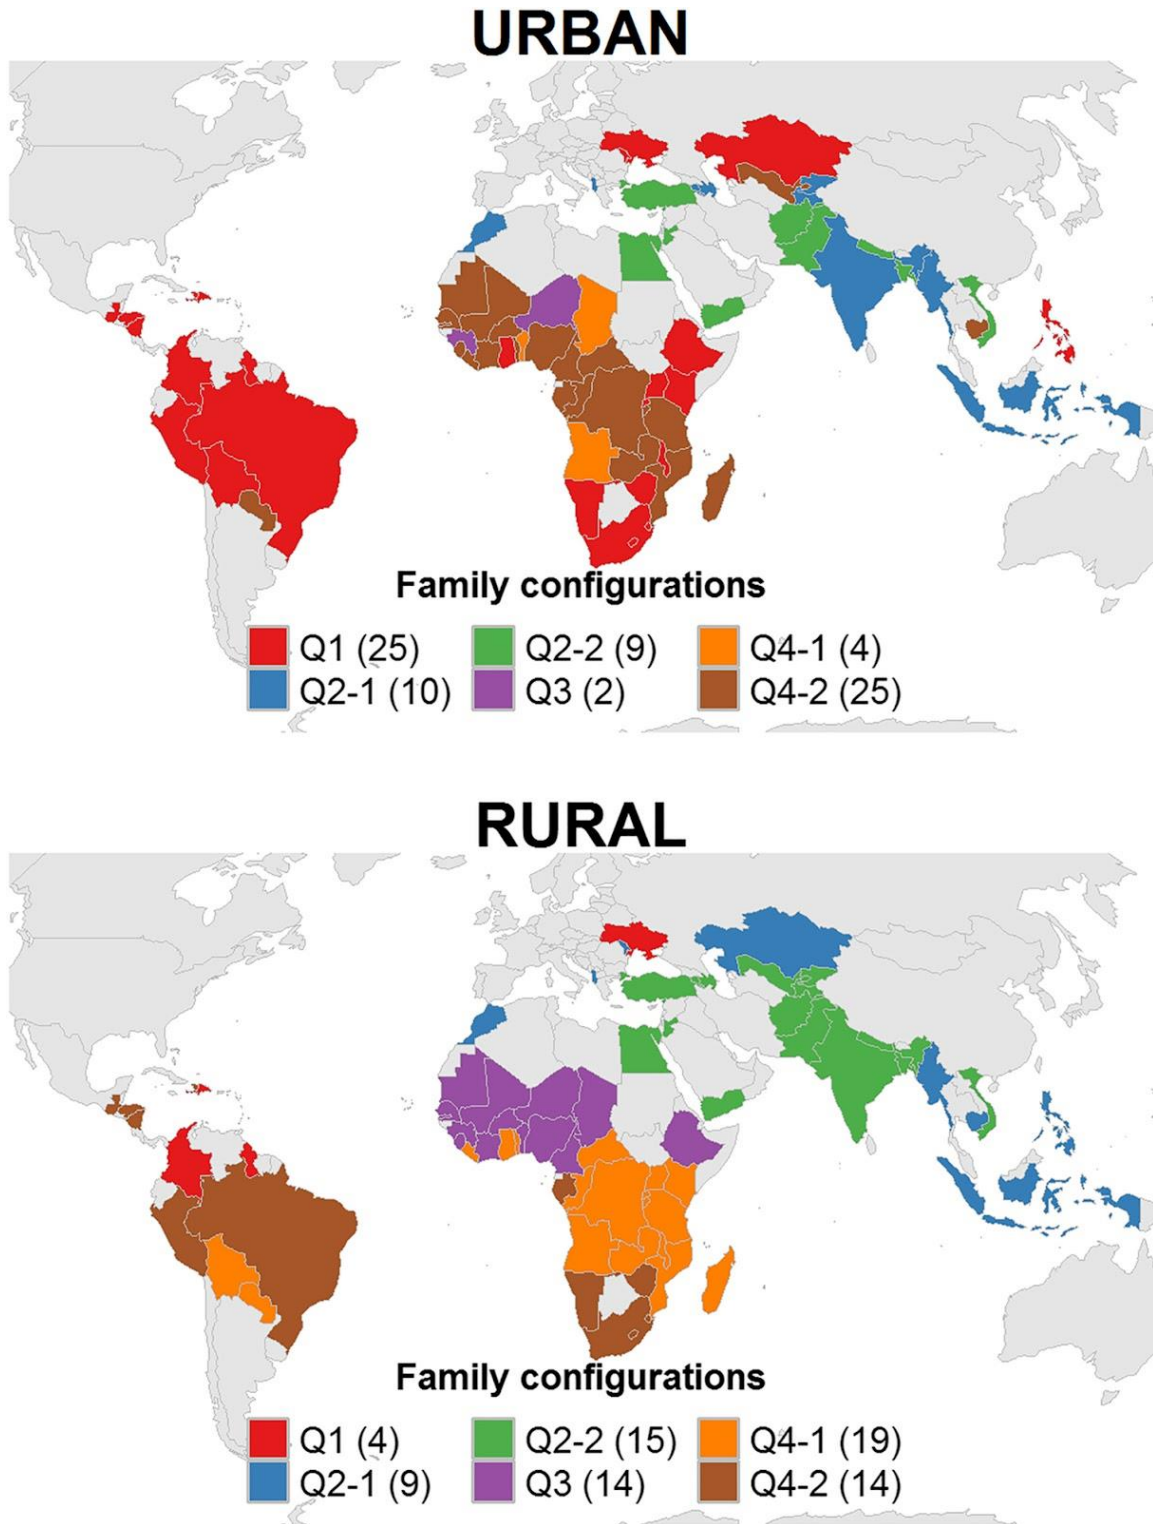 URBAN
Family configurations
Q1 (25) Q2-2 (9) Q4-1 (4)
Q2-1 (10) Q3 (2) Q4-2 (25)
RURAL
Family configurations
Q1 (4) Q2-2 (15) Q4-1 (19)
Q2-1 (9) Q3 (14) Q4-2 (14)